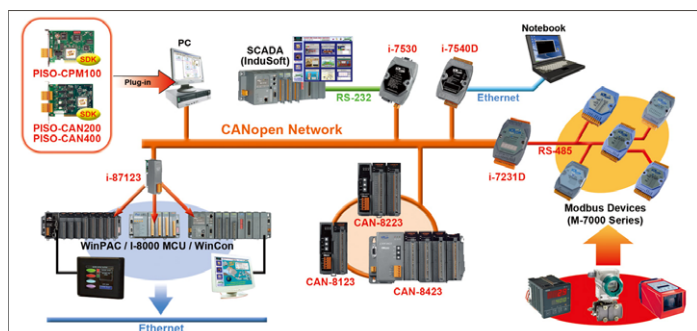 SDK
PISO-CPM100
SDK
PISO-CAN200
PISO-CAN400
Plug-in
PC
SCADA
(InduSoft)
RS-232
i-7530
i-7540D
Ethernet
Notebook
CANopen Network
i-7231D
RS-485
Modbus Devices
(M-7000 Series)
i-87123
WinPAC / I-8000 MCU / WinCon
Ethernet
CAN-8223
CAN-8123
CAN-8423